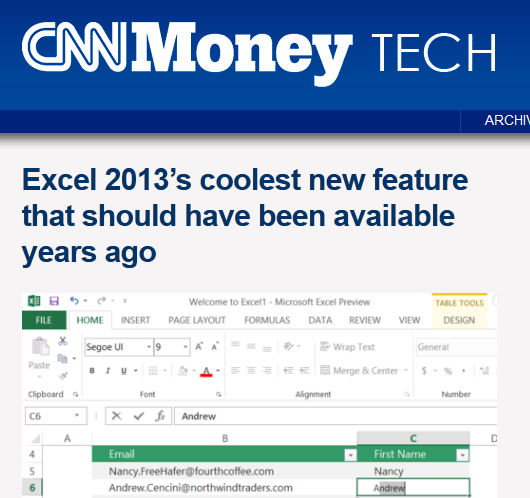 CNNMoney TECH
ARCHIV
Excel 2013's coolest new feature
that should have been available
years ago
Welcome to Excel1 - Microsoft Excel Preview
TABLE TOOLS
FILE HOME INSERT PAGE LAYOUT FORMULAS DATA REVIEW VIEW DESIGN
Segoe UI 9 A A Wrap Text General
Paste B I U A Merge & Center $ %
Clipboard Font Alignment Number
C6 fx Andrew
A B C D
4 Email First Name
5 Nancy.FreeHafer@fourthcoffee.com Nancy
6 Andrew.Cencini@northwindtraders.com Andrew